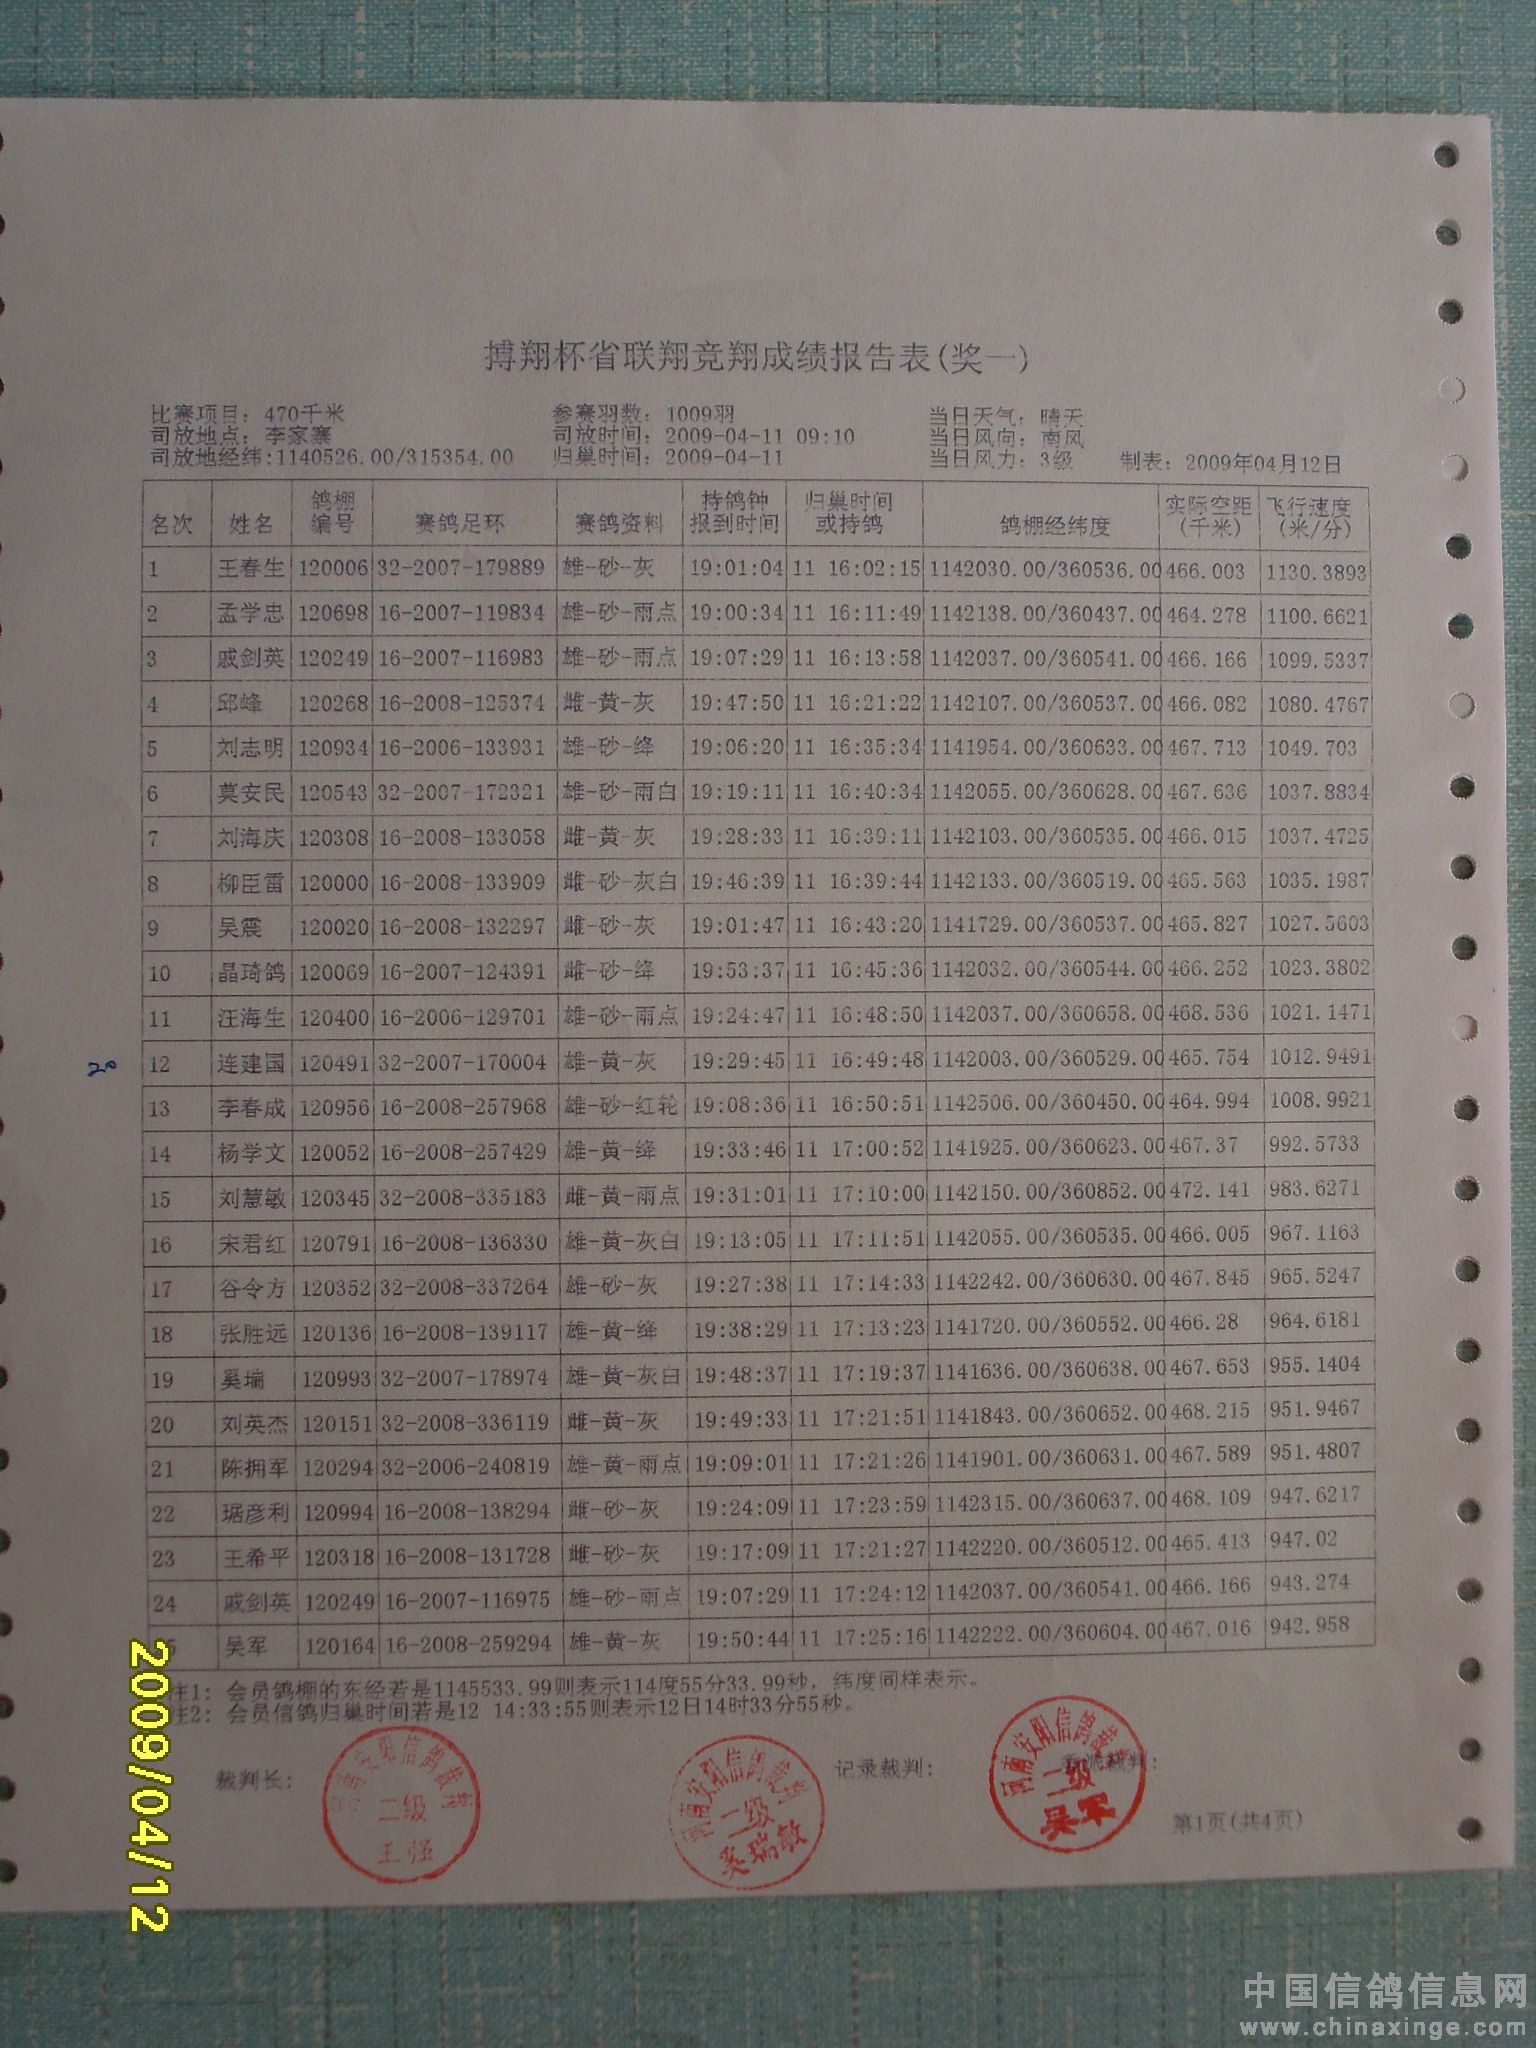 搏翔杯省联翔竞翔成绩报告表(奖一)
比赛项目: 470千米 参赛羽数: 1009羽 当日天气: 晴天
司放地点: 李家寨 司放时间: 2009-04-11 09:10 当日风向: 南风
司放地经纬:1140526.00/315354.00 归巢时间: 2009-04-11 当日风力: 3级 制表: 2009年04月12日
名次 姓名 鸽棚编号 赛鸽足环 赛鸽资料 持鸽钟报到时间 归巢时间或持鸽 鸽棚经纬度 实际空距(千米) 飞行速度(米/分)
1 王春生 120006 32-2007-179889 雄-砂-灰 19:01:04 11 16:02:15 1142030.00/360536.00 466.003 1130.3893
2 孟学忠 120698 16-2007-119834 雄-砂-雨点 19:00:34 11 16:11:49 1142138.00/360437.00 464.278 1100.6621
3 戚剑英 120249 16-2007-116983 雄-砂-雨点 19:07:29 11 16:13:58 1142037.00/360541.00 466.166 1099.5337
4 邱峰 120268 16-2008-125374 雌-黄-灰 19:47:50 11 16:21:22 1142107.00/360537.00 466.082 1080.4767
5 刘志明 120934 16-2006-133931 雄-砂-绛 19:06:20 11 16:35:34 1141954.00/360633.00 467.713 1049.703
6 莫安民 120543 32-2007-172321 雄-砂-雨白 19:19:11 11 16:40:34 1142055.00/360628.00 467.636 1037.8834
7 刘海庆 120308 16-2008-133058 雌-黄-灰 19:28:33 11 16:39:11 1142103.00/360535.00 466.015 1037.4725
8 柳臣雷 120000 16-2008-133909 雌-砂-灰白 19:46:39 11 16:39:44 1142133.00/360519.00 465.563 1035.1987
9 吴震 120020 16-2008-132297 雌-砂-灰 19:01:47 11 16:43:20 1141729.00/360537.00 465.827 1027.5603
10 晶琦鸽 120069 16-2007-124391 雌-砂-绛 19:53:37 11 16:45:36 1142032.00/360544.00 466.252 1023.3802
11 汪海生 120400 16-2006-129701 雄-砂-雨点 19:24:47 11 16:48:50 1142037.00/360658.00 468.536 1021.1471
20
12 连建国 120491 32-2007-170004 雄-黄-灰 19:29:45 11 16:49:48 1142003.00/360529.00 465.754 1012.9491
13 李春成 120956 16-2008-257968 雄-砂-红轮 19:08:36 11 16:50:51 1142506.00/360450.00 464.994 1008.9921
14 杨学文 120052 16-2008-257429 雄-黄-绛 19:33:46 11 17:00:52 1141925.00/360623.00 467.37 992.5733
15 刘慧敏 120345 32-2008-335183 雌-黄-雨点 19:31:01 11 17:10:00 1142150.00/360852.00 472.141 983.6271
16 宋君红 120791 16-2008-136330 雄-黄-灰白 19:13:05 11 17:11:51 1142055.00/360535.00 466.005 967.1163
17 谷令方 120352 32-2008-337264 雄-砂-灰 19:27:38 11 17:14:33 1142242.00/360630.00 467.845 965.5247
18 张胜远 120136 16-2008-139117 雄-黄-绛 19:38:29 11 17:13:23 1141720.00/360552.00 466.28 964.6181
19 奚瑞 120993 32-2007-178974 雄-黄-灰白 19:48:37 11 17:19:37 1141636.00/360638.00 467.653 955.1404
20 刘英杰 120151 32-2008-336119 雌-黄-灰 19:49:33 11 17:21:51 1141843.00/360652.00 468.215 951.9467
21 陈拥军 120294 32-2006-240819 雄-黄-雨点 19:09:01 11 17:21:26 1141901.00/360631.00 467.589 951.4807
22 琚彦利 120994 16-2008-138294 雌-砂-灰 19:24:09 11 17:23:59 1142315.00/360637.00 468.109 947.6217
23 王希平 120318 16-2008-131728 雌-砂-灰 19:17:09 11 17:21:27 1142220.00/360512.00 465.413 947.02
24 戚剑英 120249 16-2007-116975 雄-砂-雨点 19:07:29 11 17:24:12 1142037.00/360541.00 466.166 943.274
5 吴军 120164 16-2008-259294 雄-黄-灰 19:50:44 11 17:25:16 1142222.00/360604.00 467.016 942.958
注1: 会员鸽棚的东经若是1145533.99则表示114度55分33.99秒, 纬度同样表示。
注2: 会员信鸽归巢时间若是12 14:33:55则表示12日14时33分55秒。
裁判长: 记录裁判: 裁判:
河南安阳信鸽裁判 二级 王强
河南安阳信鸽裁判 二级 奚瑞敏
河南安阳信鸽裁判 二级 吴军
第1页(共4页)
2009/04/12
中国信鸽信息网
www.chinaxinge.com